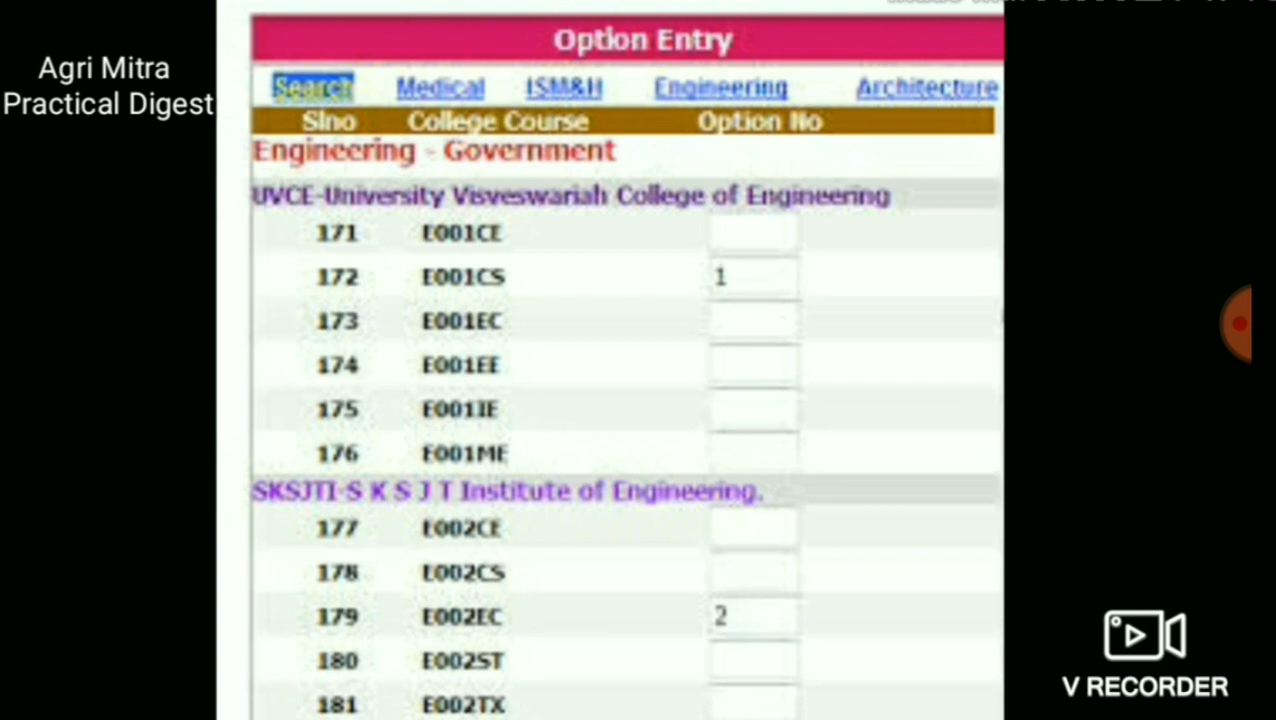 Agri Mitra
Practical Digest
Option Entry
Search Medical ISM&H Engineering Architecture
Slno College Course Option No
Engineering - Government
UVCE-University Visveswariah College of Engineering
171 E001CE
172 E001CS 1
173 E001EC
174 E001EE
175 E001IE
176 E001ME
SKSJTI-S K S J T Institute of Engineering.
177 E002CE
178 E002CS
179 E002EC 2
180 E002ST
181 E002TX
V RECORDER